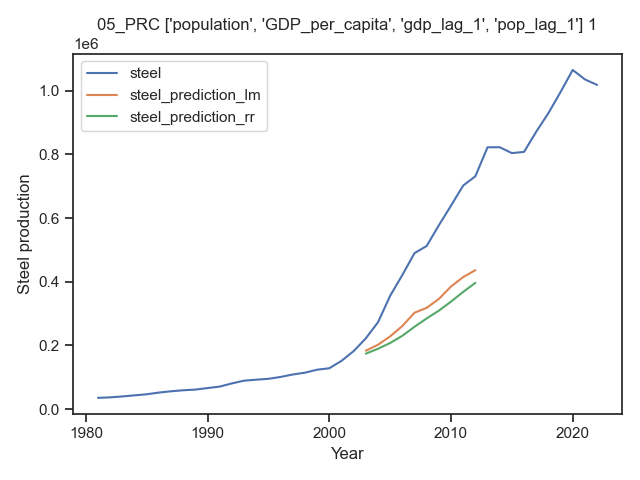 05_PRC ['population', 'GDP_per_capita', 'gdp_lag_1', 'pop_lag_1'] 1
1e6
steel
steel_prediction_lm
steel_prediction_rr
1.0
0.8
0.6
0.4
0.2
0.0
Steel production
1980
1990
2000
2010
2020
Year